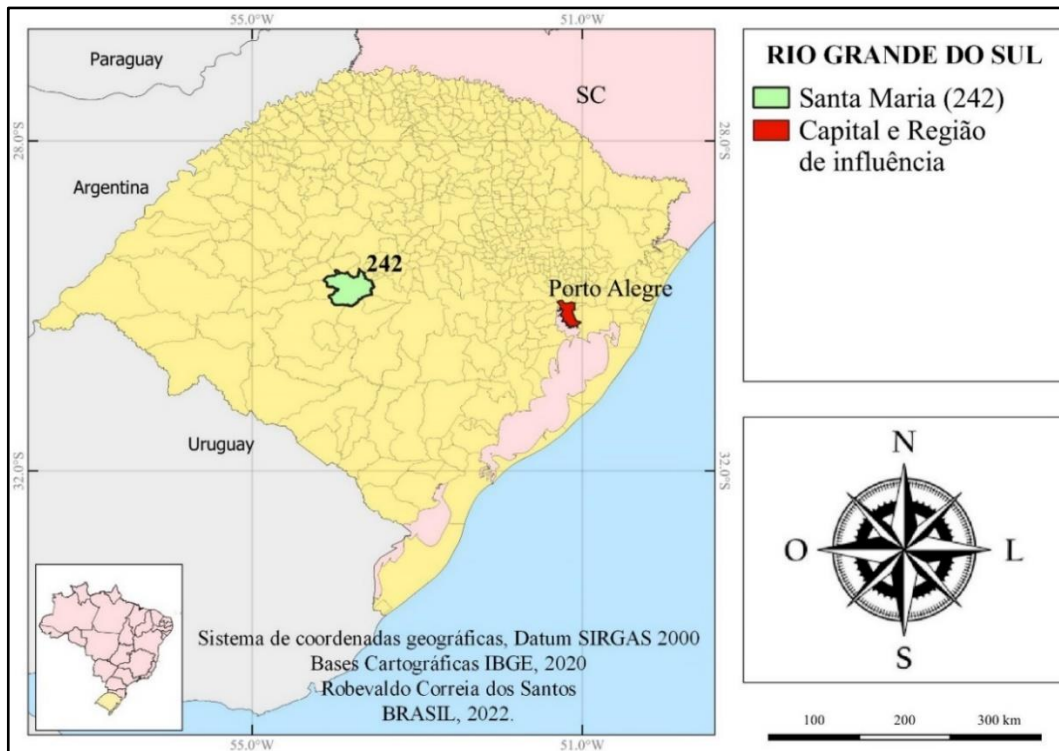 55.0°W
51.0°W
Paraguay
SC
28.0°S
28.0°S
Argentina
242
Porto Alegre
Uruguay
32.0°S
32.0°S
Sistema de coordenadas geográficas, Datum SIRGAS 2000
Bases Cartográficas IBGE, 2020
Robevaldo Correia dos Santos
BRASIL, 2022.
55.0°W
51.0°W
RIO GRANDE DO SUL
Santa Maria (242)
Capital e Região
de influência
N
O
L
S
100
200
300 km